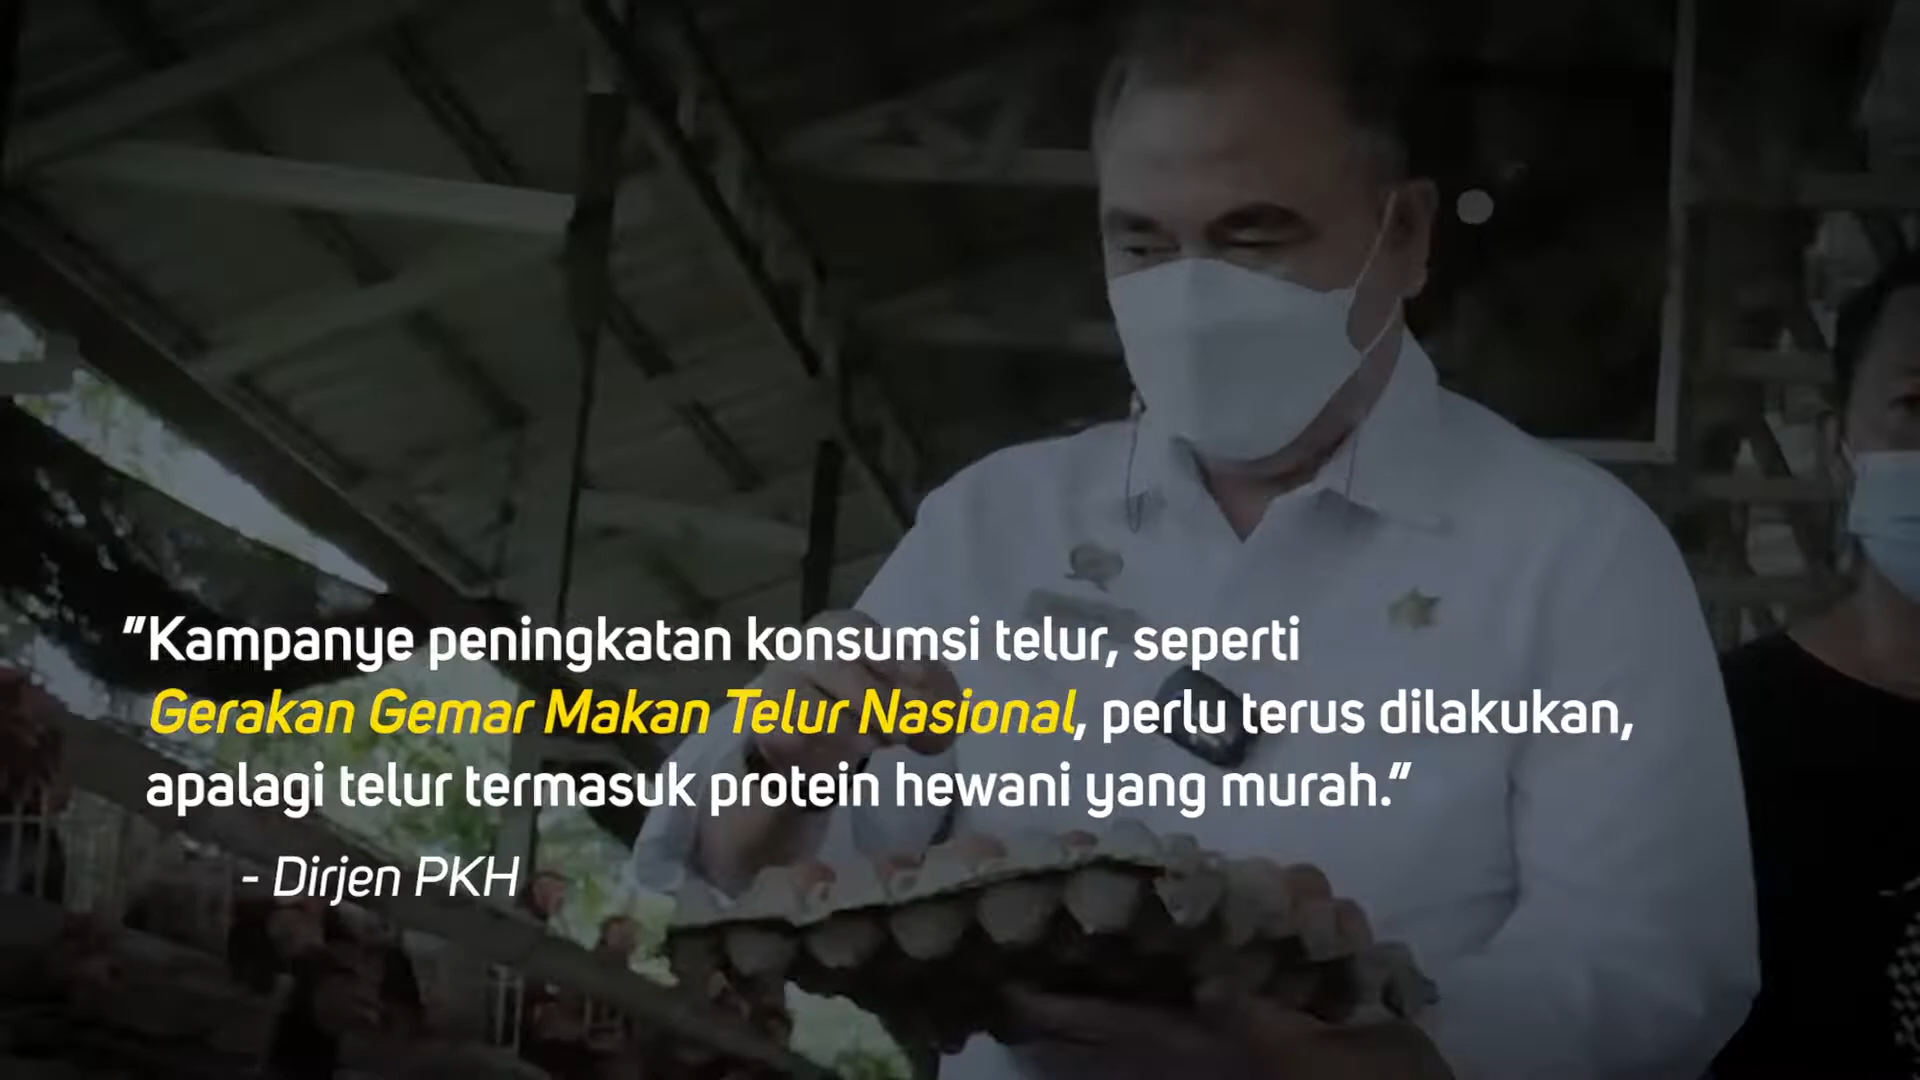 "Kampanye peningkatan konsumsi telur, seperti
Gerakan Gemar Makan Telur Nasional, perlu terus dilakukan,
apalagi telur termasuk protein hewani yang murah."
- Dirjen PKH